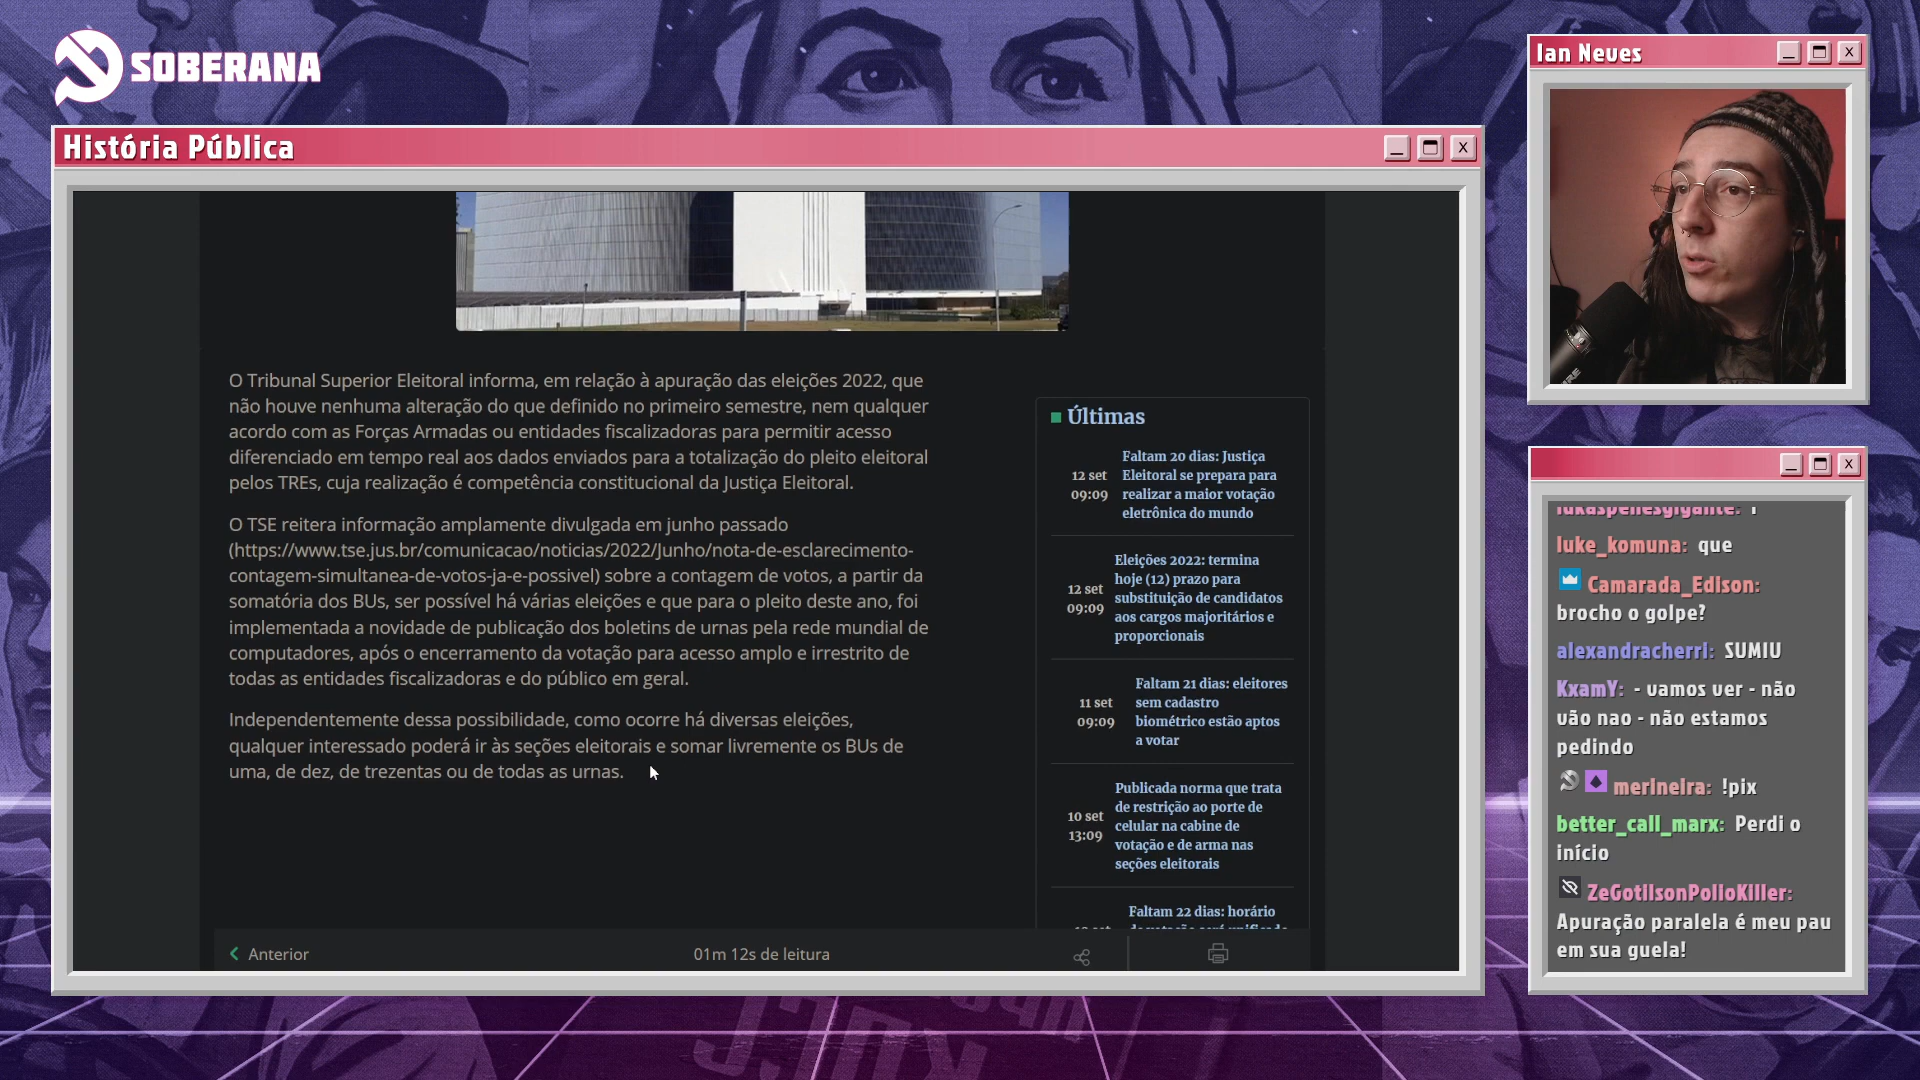 SOBERANA
História Pública
O Tribunal Superior Eleitoral informa, em relação à apuração das eleições 2022, que
não houve nenhuma alteração do que definido no primeiro semestre, nem qualquer
acordo com as Forças Armadas ou entidades fiscalizadoras para permitir acesso
diferenciado em tempo real aos dados enviados para a totalização do pleito eleitoral
pelos TREs, cuja realização é competência constitucional da Justiça Eleitoral.
O TSE reitera informação amplamente divulgada em junho passado
(https://www.tse.jus.br/comunicacao/noticias/2022/Junho/nota-de-esclarecimento-
contagem-simultanea-de-votos-ja-e-possivel) sobre a contagem de votos, a partir da
somatória dos BUs, ser possível há várias eleições e que para o pleito deste ano, foi
implementada a novidade de publicação dos boletins de urnas pela rede mundial de
computadores, após o encerramento da votação para acesso amplo e irrestrito de
todas as entidades fiscalizadoras e do público em geral.
Independentemente dessa possibilidade, como ocorre há diversas eleições,
qualquer interessado poderá ir às seções eleitorais e somar livremente os BUs de
uma, de dez, de trezentas ou de todas as urnas.
Últimas
12 set
09:09
Faltam 20 dias: Justiça
Eleitoral se prepara para
realizar a maior votação
eletrônica do mundo
12 set
09:09
Eleições 2022: termina
hoje (12) prazo para
substituição de candidatos
aos cargos majoritários e
proporcionais
11 set
09:09
Faltam 21 dias: eleitores
sem cadastro
biométrico estão aptos
a votar
10 set
13:09
Publicada norma que trata
de restrição ao porte de
celular na cabine de
votação e de arma nas
seções eleitorais
Faltam 22 dias: horário
Anterior
01m 12s de leitura
Ian Neves
luke_komuna: que
Camarada_Edison:
brocho o golpe?
alexandracherri: SUMIU
KxamY: - vamos ver - não
vão nao - não estamos
pedindo
merineira: !pix
better_call_marx: Perdi o
início
ZeGotilsonPolloKiller:
Apuração paralela é meu pau
em sua guela!